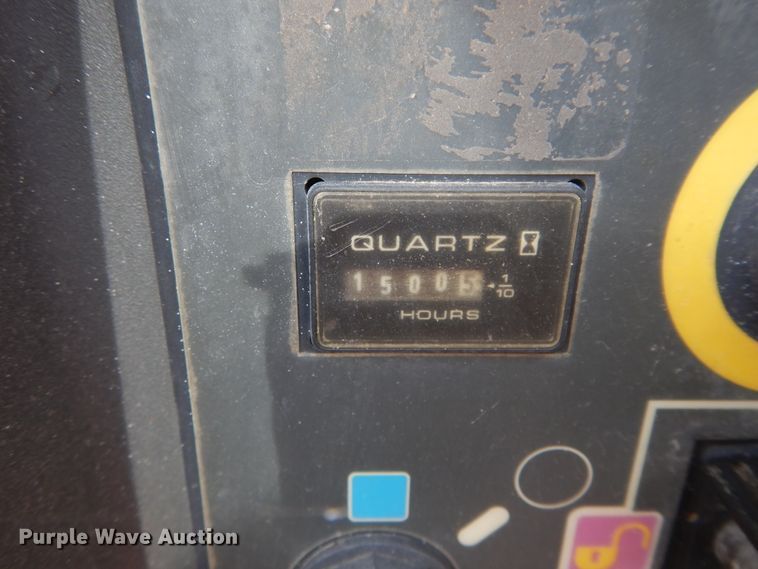 QUARTZ
15005 1/10
HOURS
Purple Wave Auction